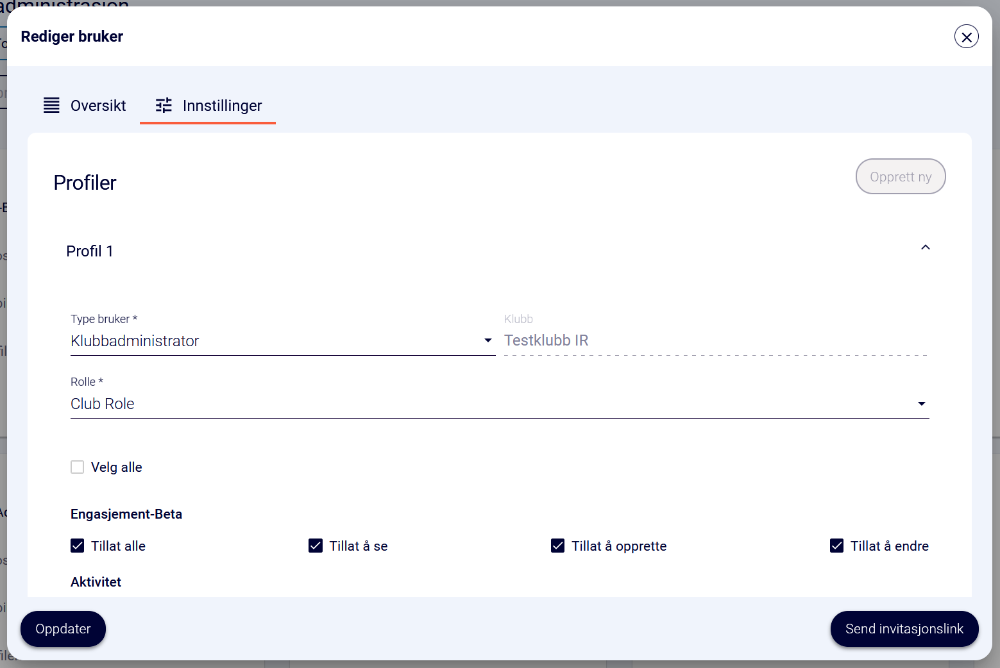 administrasjon
Rediger bruker
Oversikt
Innstillinger
Profiler
Opprett ny
Profil 1
Type bruker *
Klubbadministrator
Klubb
Testklubb IR
Rolle *
Club Role
Velg alle
Engasjement-Beta
Tillat alle
Tillat å se
Tillat å opprette
Tillat å endre
Aktivitet
Oppdater
Send invitasjonslink